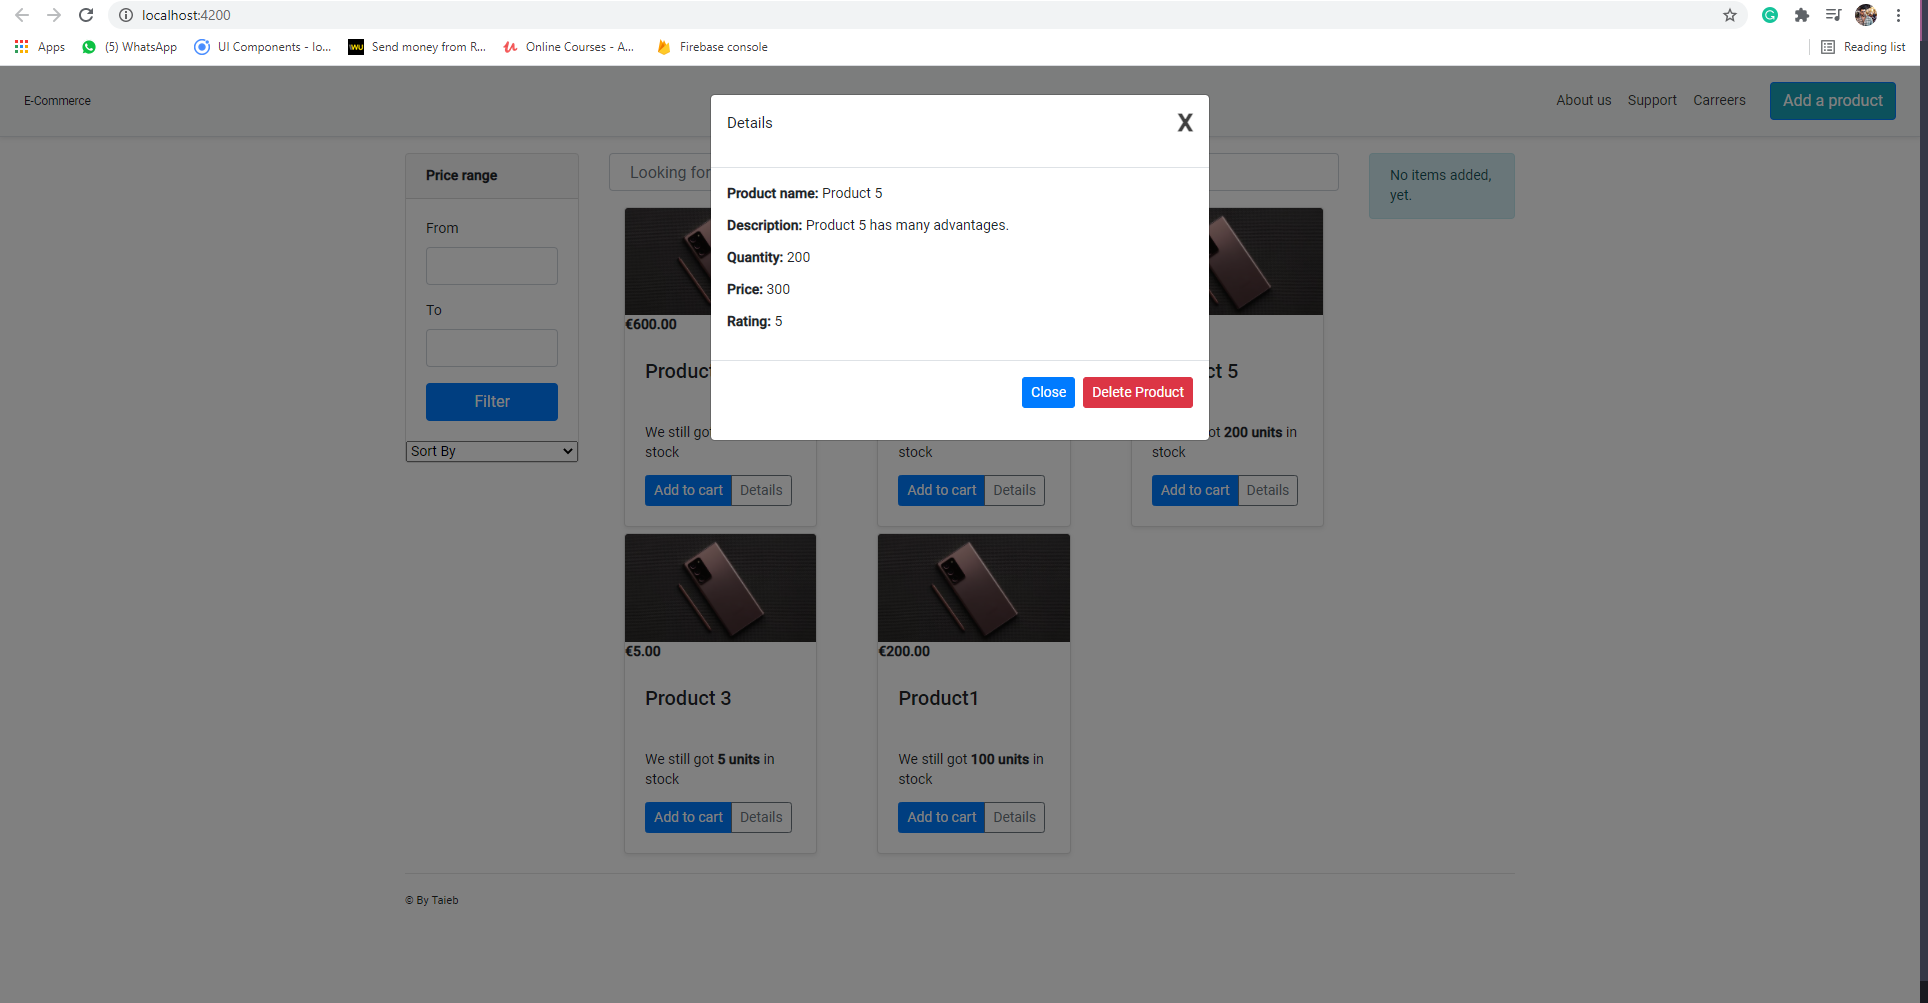 localhost:4200
Apps
(5) WhatsApp
UI Components - Io...
WU
Send money from R...
Online Courses - A...
Firebase console
Reading list
E-Commerce
About us
Support
Carreers
Add a product
Details
X
Product name: Product 5
Description: Product 5 has many advantages.
Quantity: 200
Price: 300
Rating: 5
Close
Delete Product
Price range
From
To
Filter
Sort By
Looking for
No items added,
yet.
€600.00
Product
We still got
stock
Add to cart
Details
stock
Add to cart
Details
ct 5
ot 200 units in
stock
Add to cart
Details
€5.00
Product 3
We still got 5 units in
stock
Add to cart
Details
€200.00
Product1
We still got 100 units in
stock
Add to cart
Details
© By Taieb